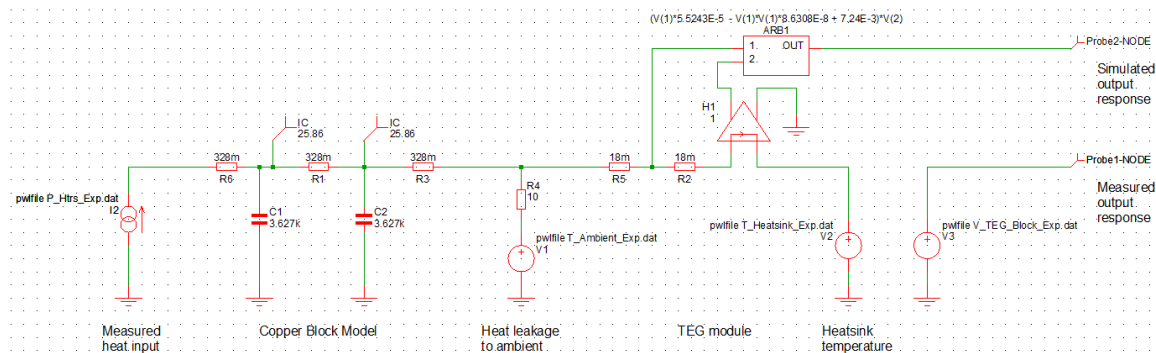 (V(1)*5.5243E-5 - V(1)*V(1)*8.6308E-8 + 7.24E-3)*V(2)
ARB1
1.
OUT
2.
Probe2-NODE
Simulated
output
response
H1
1
IC
25.86
IC
25.86
328m
R6
328m
R1
328m
R3
18m
R5
18m
R2
Probe1-NODE
Measured
output
response
R4
10
pwlfile P_Htrs_Exp.dat
I2
C1
3.627k
C2
3.627k
pwlfile T_Ambient_Exp.dat
V1
pwlfile T_Heatsink_Exp.dat
V2
pwlfile V_TEG_Block_Exp.dat
V3
Measured
heat input
Copper Block Model
Heat leakage
to ambient
TEG module
Heatsink
temperature